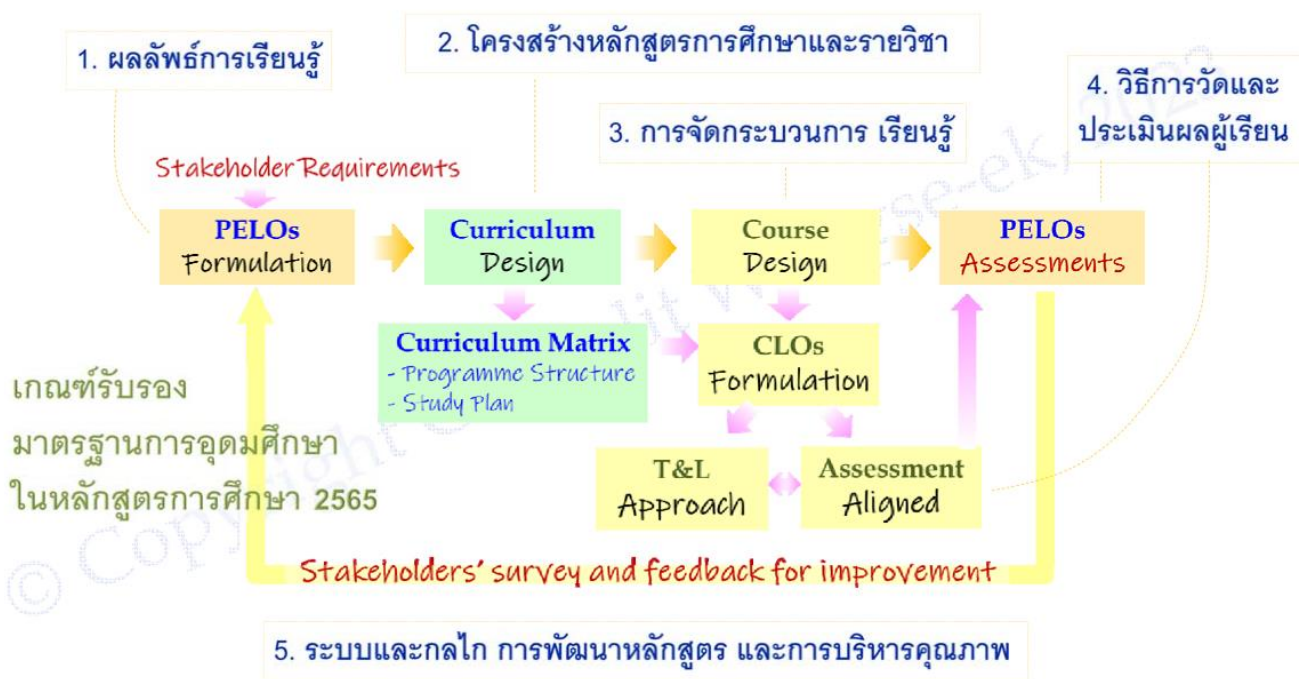 1. ผลลัพธ์การเรียนรู้
2. โครงสร้างหลักสูตรการศึกษาและรายวิชา
3. การจัดกระบวนการ เรียนรู้
4. วิธีการวัดและ
ประเมินผลผู้เรียน
Stakeholder Requirements
PELOs
Formulation
Curriculum
Design
Course
Design
PELOs
Assessments
Curriculum Matrix
- Programme Structure
- Study Plan
CLOs
Formulation
T&L
Approach
Assessment
Aligned
เกณฑ์รับรอง
มาตรฐานการอุดมศึกษา
ในหลักสูตรการศึกษา 2565
Stakeholders' survey and feedback for improvement
5. ระบบและกลไก การพัฒนาหลักสูตร และการบริหารคุณภาพ
© Copyright